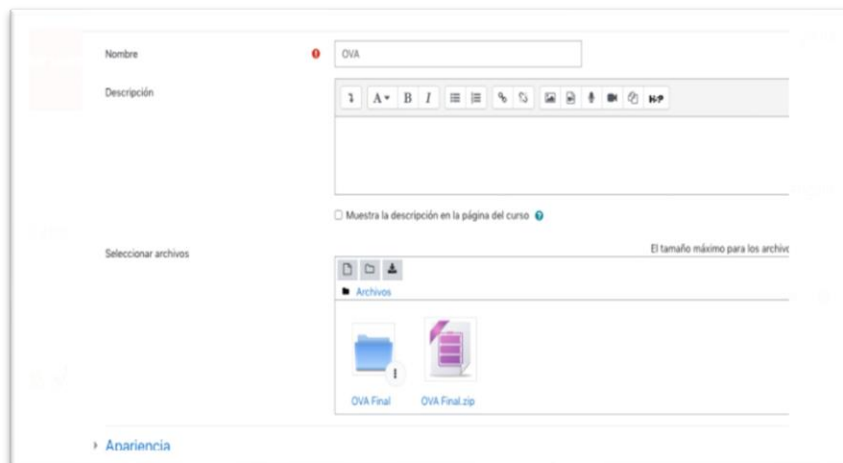 Nombre
OVA
Descripción
A B I H-P
Muestra la descripción en la página del curso
Seleccionar archivos
El tamaño máximo para los archivo
Archivos
OVA Final
OVA Final.zip
Apariencia